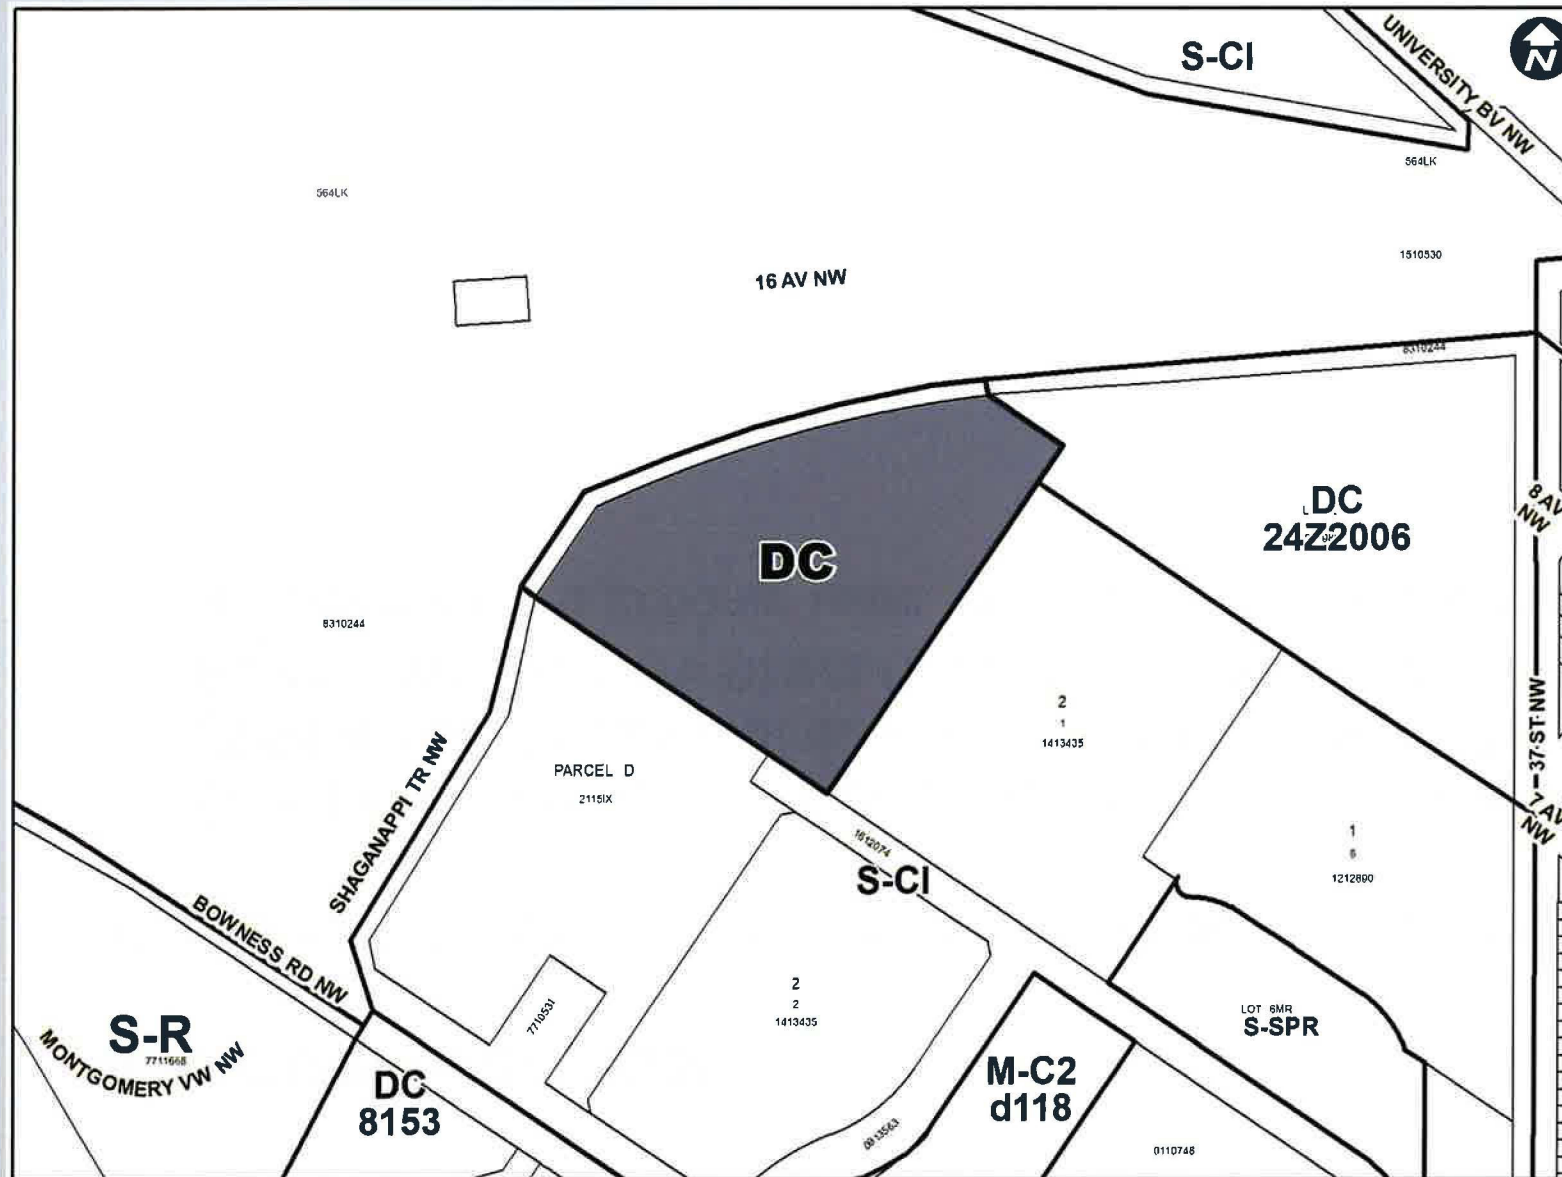 S-CI
UNIVERSITY BV NW
N
564LK
564LK
1510530
16 AV NW
8310244
DC
24Z2006
8 AV
NW
DC
8310244
2
1
1413435
37 ST NW
7 AV
NW
PARCEL D
2115IX
SHAGANAPPI TR NW
1
6
1212890
1612074
S-CI
BOWNESS RD NW
2
2
1413435
7710531
LOT 6MR
S-SPR
S-R
7711668
MONTGOMERY VW NW
DC
8153
M-C2
d118
0110746